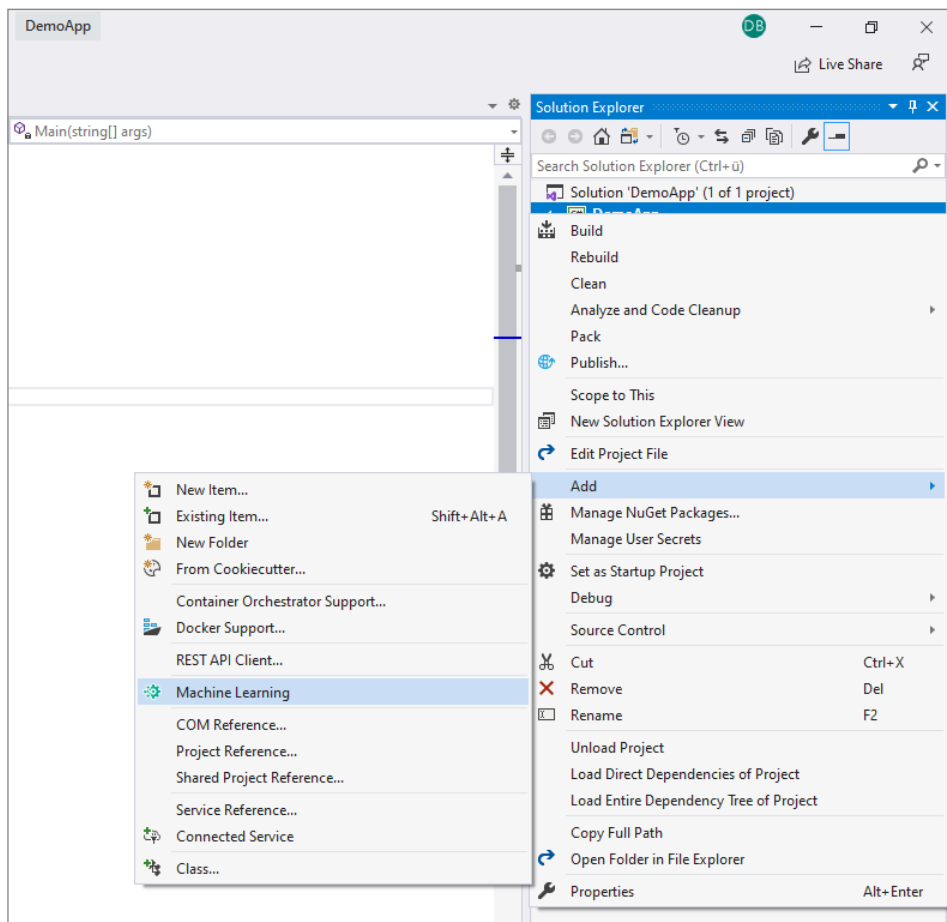 DemoApp
DB
Live Share
Main(string[] args)
Solution Explorer
Search Solution Explorer (Ctrl+ü)
Solution 'DemoApp' (1 of 1 project)
DemoApp
Build
Rebuild
Clean
Analyze and Code Cleanup
Pack
Publish...
Scope to This
New Solution Explorer View
Edit Project File
Add
Manage NuGet Packages...
Manage User Secrets
Set as Startup Project
Debug
Source Control
Cut Ctrl+X
Remove Del
Rename F2
Unload Project
Load Direct Dependencies of Project
Load Entire Dependency Tree of Project
Copy Full Path
Open Folder in File Explorer
Properties Alt+Enter
New Item...
Existing Item... Shift+Alt+A
New Folder
From Cookiecutter...
Container Orchestrator Support...
Docker Support...
REST API Client...
Machine Learning
COM Reference...
Project Reference...
Shared Project Reference...
Service Reference...
Connected Service
Class...